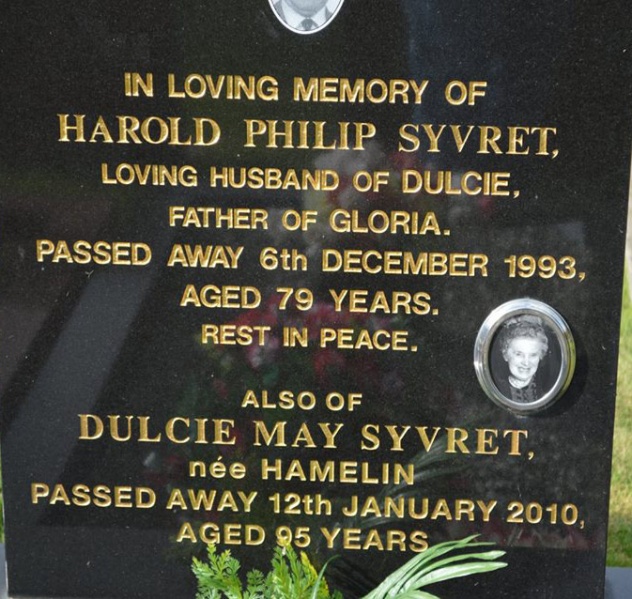 IN LOVING MEMORY OF
HAROLD PHILIP SYVRET,
LOVING HUSBAND OF DULCIE,
FATHER OF GLORIA.
PASSED AWAY 6th DECEMBER 1993,
AGED 79 YEARS.
REST IN PEACE.
ALSO OF
DULCIE MAY SYVRET,
née HAMELIN
PASSED AWAY 12th JANUARY 2010,
AGED 95 YEARS